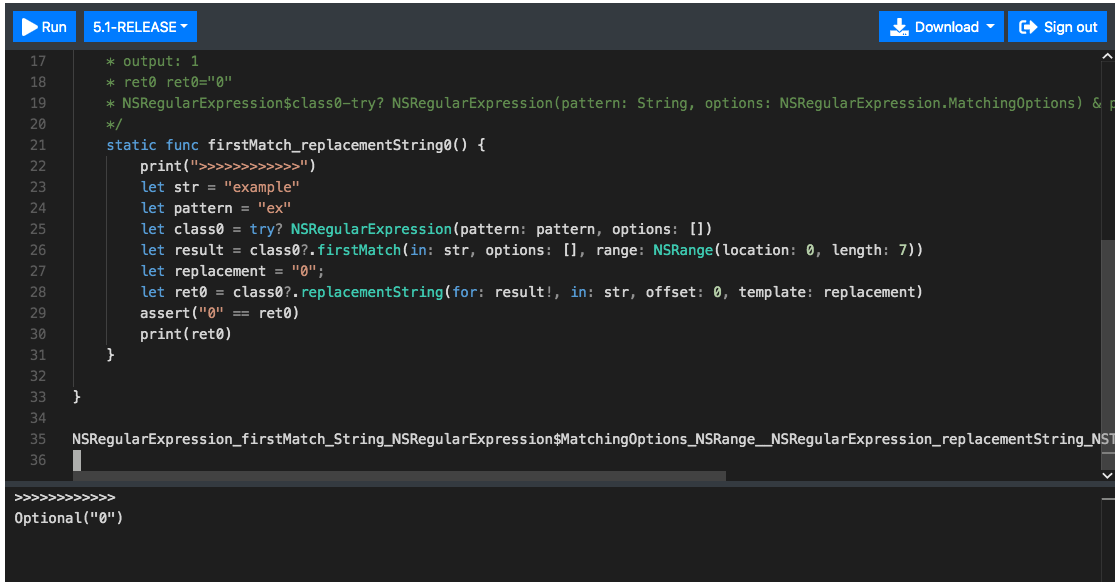 Run 5.1-RELEASE Download Sign out
17 * output: 1
18 * ret0 ret0="0"
19 * NSRegularExpression$class0-try? NSRegularExpression(pattern: String, options: NSRegularExpression.MatchingOptions) & p
20 */
21 static func firstMatch_replacementString0() {
22 print(">>>>>>>>>>>>")
23 let str = "example"
24 let pattern = "ex"
25 let class0 = try? NSRegularExpression(pattern: pattern, options: [])
26 let result = class0?.firstMatch(in: str, options: [], range: NSRange(location: 0, length: 7))
27 let replacement = "0";
28 let ret0 = class0?.replacementString(for: result!, in: str, offset: 0, template: replacement)
29 assert("0" == ret0)
30 print(ret0)
31 }
32
33 }
34
35 NSRegularExpression_firstMatch_String_NSRegularExpression$MatchingOptions_NSRange__NSRegularExpression_replacementString_NST
36
>>>>>>>>>>>>
Optional("0")